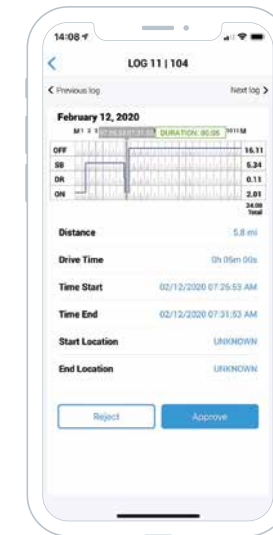 14:08
LOG 11 | 104
Previous log
Next log
February 12, 2020
DURATION: 00:06
OFF 16.11
SB 5.34
DR 0.11
ON 2.01
24.00
Total
Distance 5.8 mi
Drive Time 0h 05m 00s
Time Start 02/12/2020 07:25:53 AM
Time End 02/12/2020 07:31:53 AM
Start Location UNKNOWN
End Location UNKNOWN
Reject
Approve